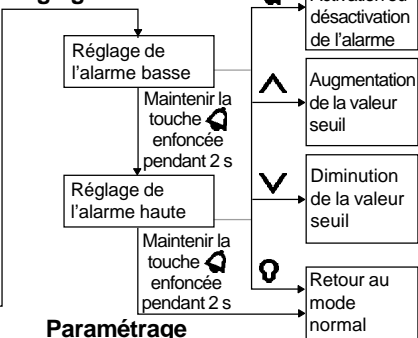 désactivation
de l'alarme
Réglage de
l'alarme basse
Maintenir la
touche
enfoncée
pendant 2 s
Augmentation
de la valeur
seuil
Réglage de
l'alarme haute
Diminution
de la valeur
seuil
Maintenir la
touche
enfoncée
pendant 2 s
Retour au
mode
normal
Paramétrage